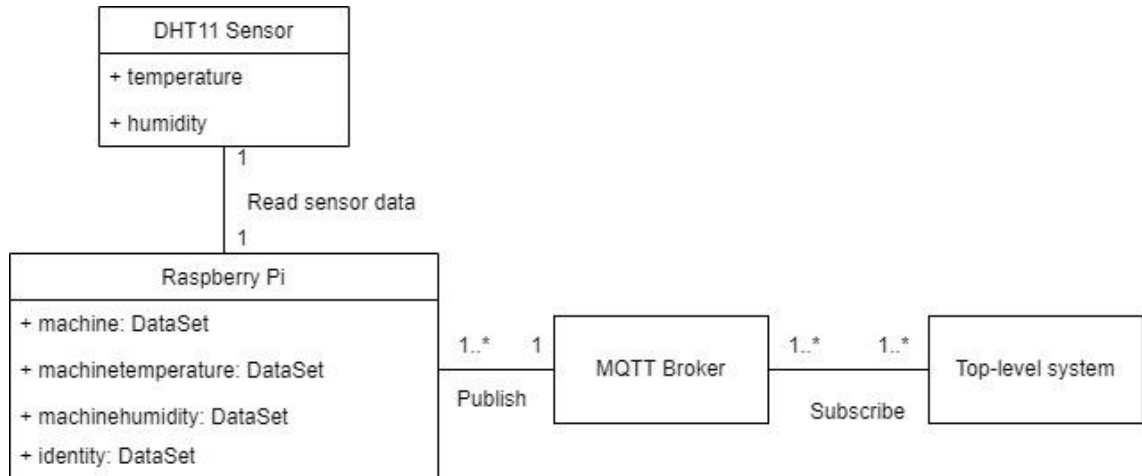 DHT11 Sensor
+ temperature
+ humidity
1
Read sensor data
1
Raspberry Pi
+ machine: DataSet
+ machinetemperature: DataSet
+ machinehumidity: DataSet
+ identity: DataSet
1..* 1
Publish
MQTT Broker
1..* 1..*
Subscribe
Top-level system